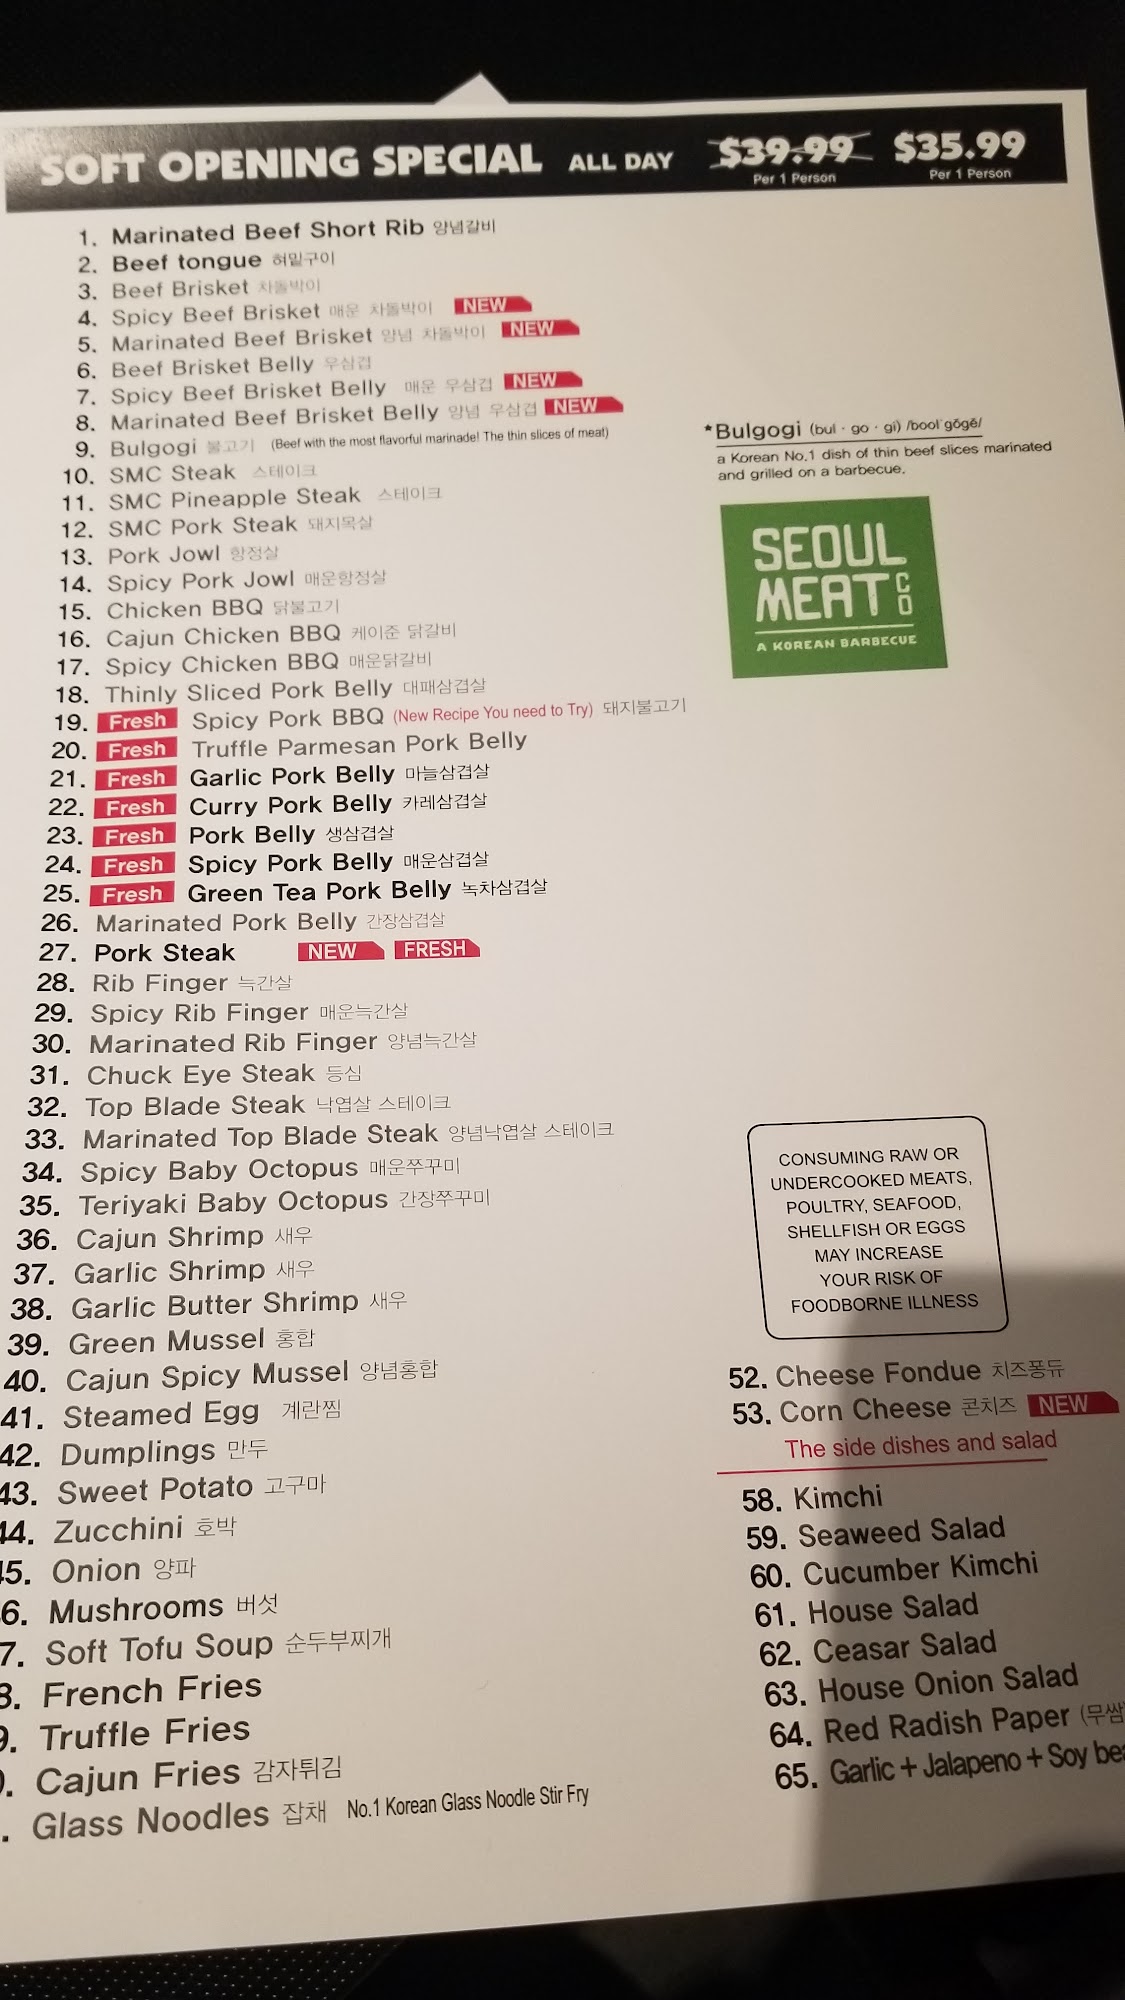 SOFT OPENING SPECIAL ALL DAY $39.99 $35.99
Per 1 Person Per 1 Person
1. Marinated Beef Short Rib 양념갈비
2. Beef tongue 혀밑구이
3. Beef Brisket 차돌박이
4. Spicy Beef Brisket 매운 차돌박이 NEW
5. Marinated Beef Brisket 양념 차돌박이 NEW
6. Beef Brisket Belly 우삼겹
7. Spicy Beef Brisket Belly 매운 우삼겹 NEW
8. Marinated Beef Brisket Belly 양념 우삼겹 NEW
9. Bulgogi 불고기 (Beef with the most flavorful marinade! The thin slices of meat)
10. SMC Steak 스테이크
11. SMC Pineapple Steak 스테이크
12. SMC Pork Steak 돼지목살
13. Pork Jowl 항정살
14. Spicy Pork Jowl 매운항정살
15. Chicken BBQ 닭불고기
16. Cajun Chicken BBQ 케이준 닭갈비
17. Spicy Chicken BBQ 매운닭갈비
18. Thinly Sliced Pork Belly 대패삼겹살
19. Fresh Spicy Pork BBQ (New Recipe You need to Try) 돼지불고기
20. Fresh Truffle Parmesan Pork Belly
21. Fresh Garlic Pork Belly 마늘삼겹살
22. Fresh Curry Pork Belly 카레삼겹살
23. Fresh Pork Belly 생삼겹살
24. Fresh Spicy Pork Belly 매운삼겹살
25. Fresh Green Tea Pork Belly 녹차삼겹살
26. Marinated Pork Belly 간장삼겹살
27. Pork Steak NEW FRESH
28. Rib Finger 늑간살
29. Spicy Rib Finger 매운늑간살
30. Marinated Rib Finger 양념늑간살
31. Chuck Eye Steak 등심
32. Top Blade Steak 낙엽살 스테이크
33. Marinated Top Blade Steak 양념낙엽살 스테이크
34. Spicy Baby Octopus 매운쭈꾸미
35. Teriyaki Baby Octopus 간장쭈꾸미
36. Cajun Shrimp 새우
37. Garlic Shrimp 새우
38. Garlic Butter Shrimp 새우
39. Green Mussel 홍합
40. Cajun Spicy Mussel 양념홍합
41. Steamed Egg 계란찜
42. Dumplings 만두
43. Sweet Potato 고구마
44. Zucchini 호박
45. Onion 양파
6. Mushrooms 버섯
7. Soft Tofu Soup 순두부찌개
8. French Fries
9. Truffle Fries
. Cajun Fries 감자튀김
. Glass Noodles 잡채 No.1 Korean Glass Noodle Stir Fry
*Bulgogi (bul · go · gi) /boolˈgōgē/
a Korean No.1 dish of thin beef slices marinated
and grilled on a barbecue.
SEOUL
MEAT CO
A KOREAN BARBECUE
CONSUMING RAW OR
UNDERCOOKED MEATS,
POULTRY, SEAFOOD,
SHELLFISH OR EGGS
MAY INCREASE
YOUR RISK OF
FOODBORNE ILLNESS
52. Cheese Fondue 치즈퐁듀
53. Corn Cheese 콘치즈 NEW
The side dishes and salad
58. Kimchi
59. Seaweed Salad
60. Cucumber Kimchi
61. House Salad
62. Ceasar Salad
63. House Onion Salad
64. Red Radish Paper (무쌈
65. Garlic + Jalapeno + Soy bea